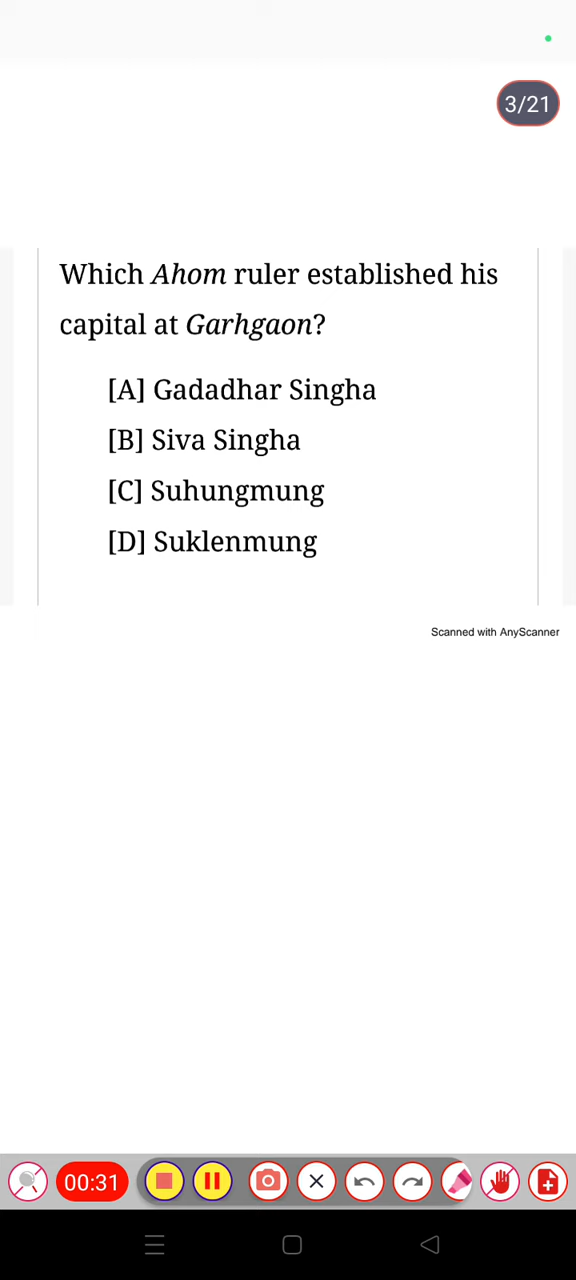 3/21
Which Ahom ruler established his
capital at Garhgaon?
[A] Gadadhar Singha
[B] Siva Singha
[C] Suhungmung
[D] Suklenmung
Scanned with AnyScanner
00:31